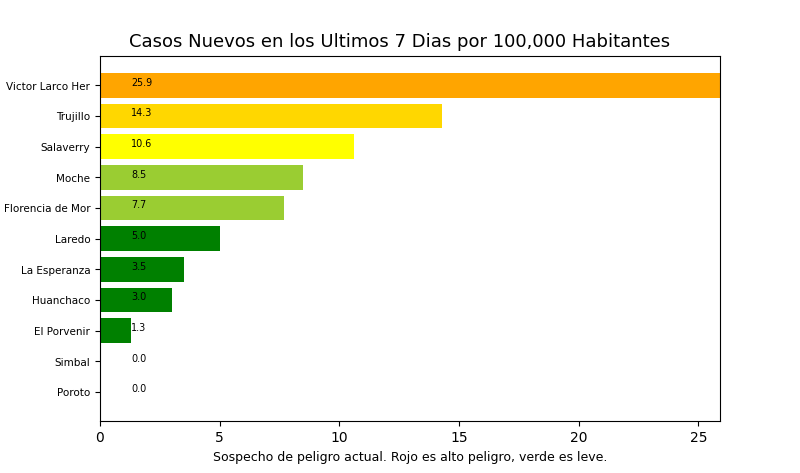 Casos Nuevos en los Ultimos 7 Dias por 100,000 Habitantes
Victor Larco Her 25.9
Trujillo 14.3
Salaverry 10.6
Moche 8.5
Florencia de Mor 7.7
Laredo 5.0
La Esperanza 3.5
Huanchaco 3.0
El Porvenir 1.3
Simbal 0.0
Poroto 0.0
0 5 10 15 20 25
Sospecho de peligro actual. Rojo es alto peligro, verde es leve.